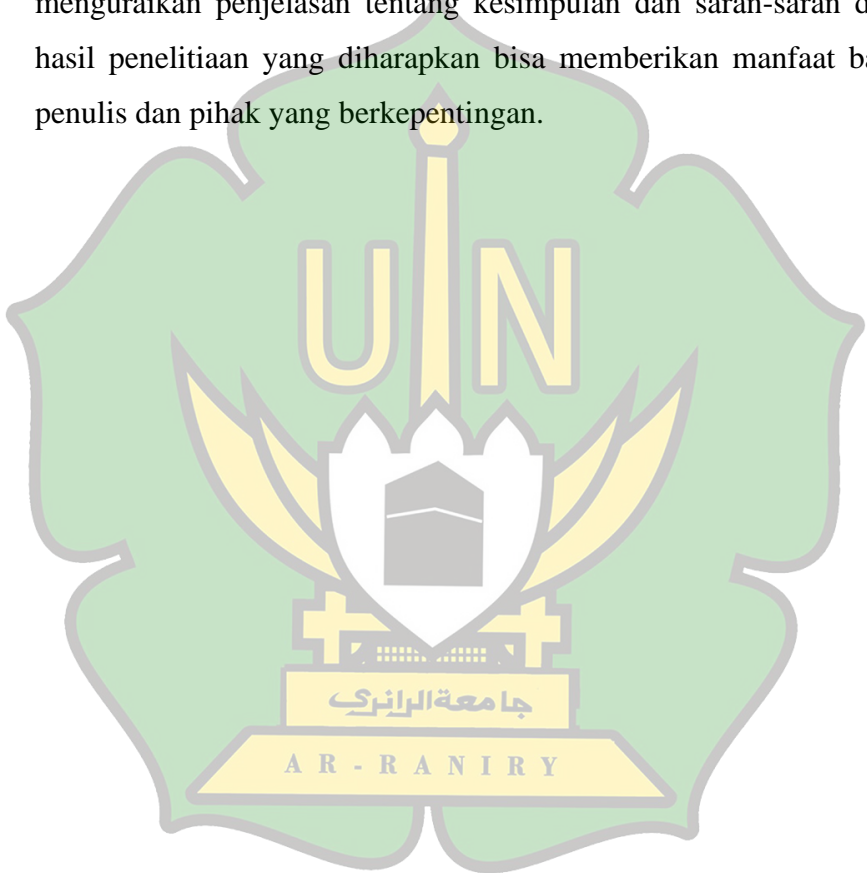 menguraikan penjelasan tentang kesimpulan dan saran-saran
hasil penelitiaan yang diharapkan bisa memberikan manfaat
penulis dan pihak yang berkepentingan.
UIN
جامعة الرانري
AR-RANIRY